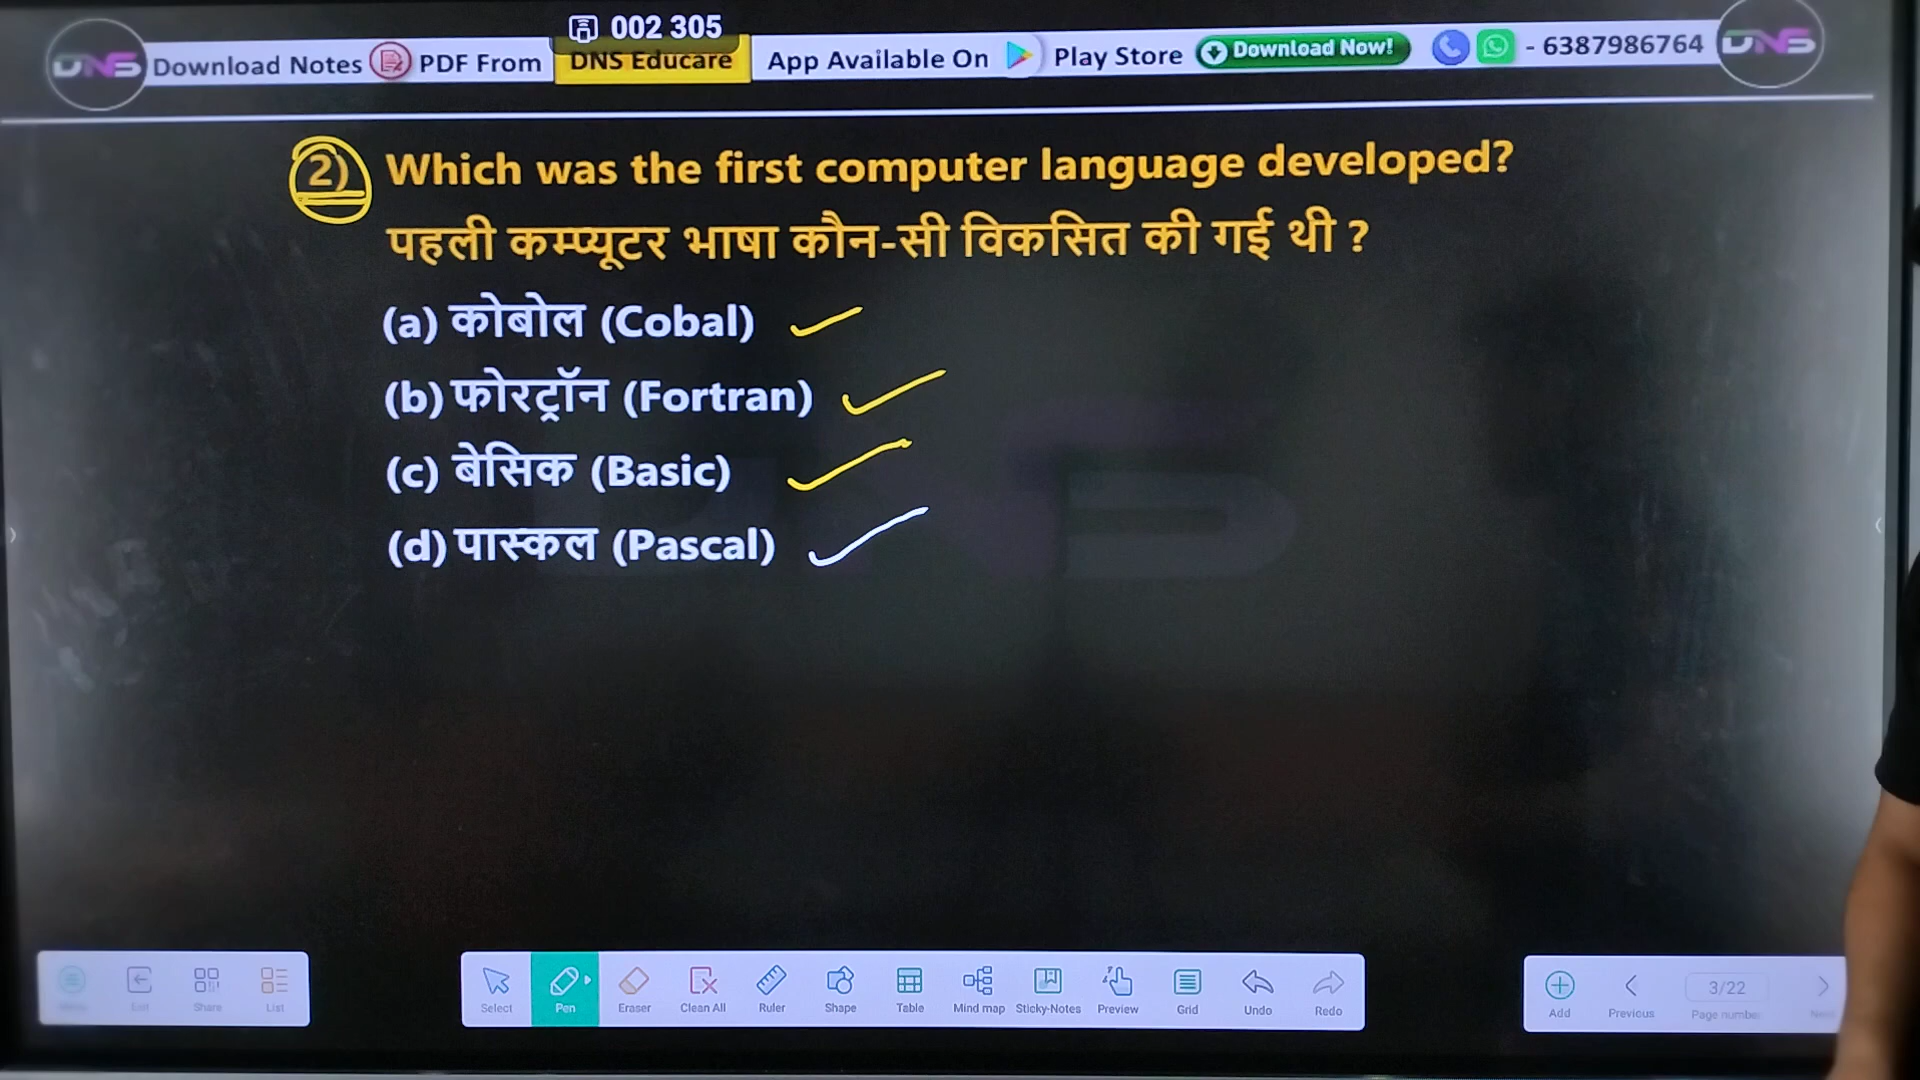 002 305
DNS Download Notes PDF From DNS Educare App Available On Play Store Download Now! - 6387986764 DNS
2) Which was the first computer language developed?
पहली कम्प्यूटर भाषा कौन-सी विकसित की गई थी ?
(a) कोबोल (Cobal)
(b) फोरट्रॉन (Fortran)
(c) बेसिक (Basic)
(d) पास्कल (Pascal)
DNS
Share List Select Pen Eraser Clean All Ruler Shape Table Mind map Sticky-Notes Preview Grid Undo Redo Add Previous 3/22